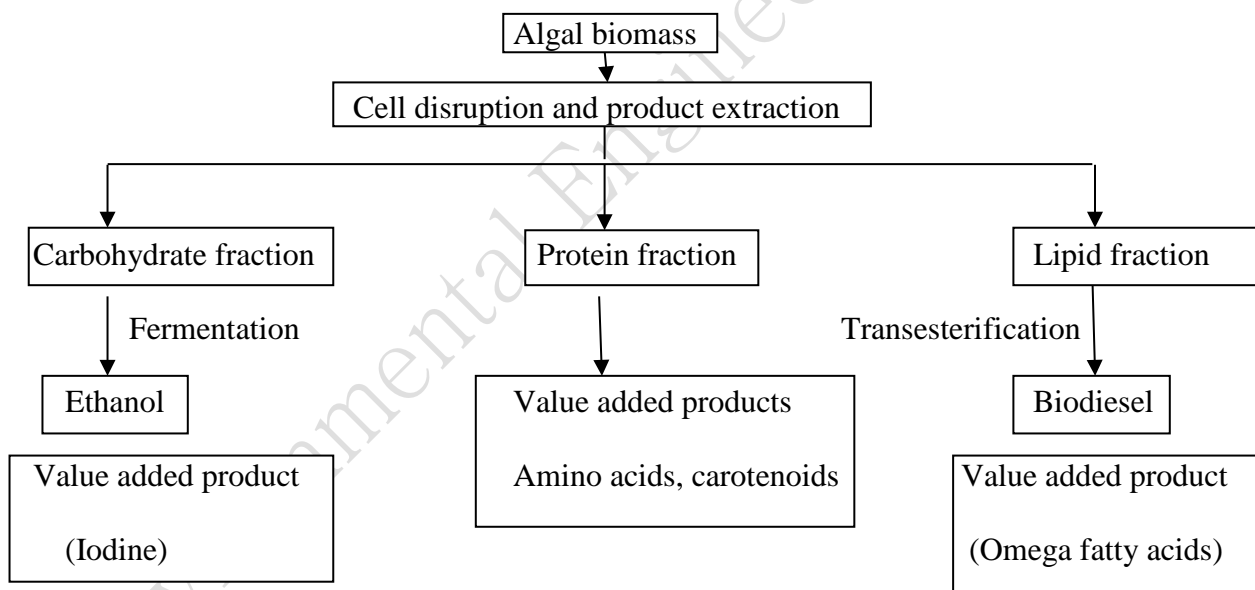 Algal biomass
Cell disruption and product extraction
Carbohydrate fraction
Protein fraction
Lipid fraction
Fermentation
Transesterification
Ethanol
Value added products
Amino acids, carotenoids
Biodiesel
Value added product
(Iodine)
Value added product
(Omega fatty acids)